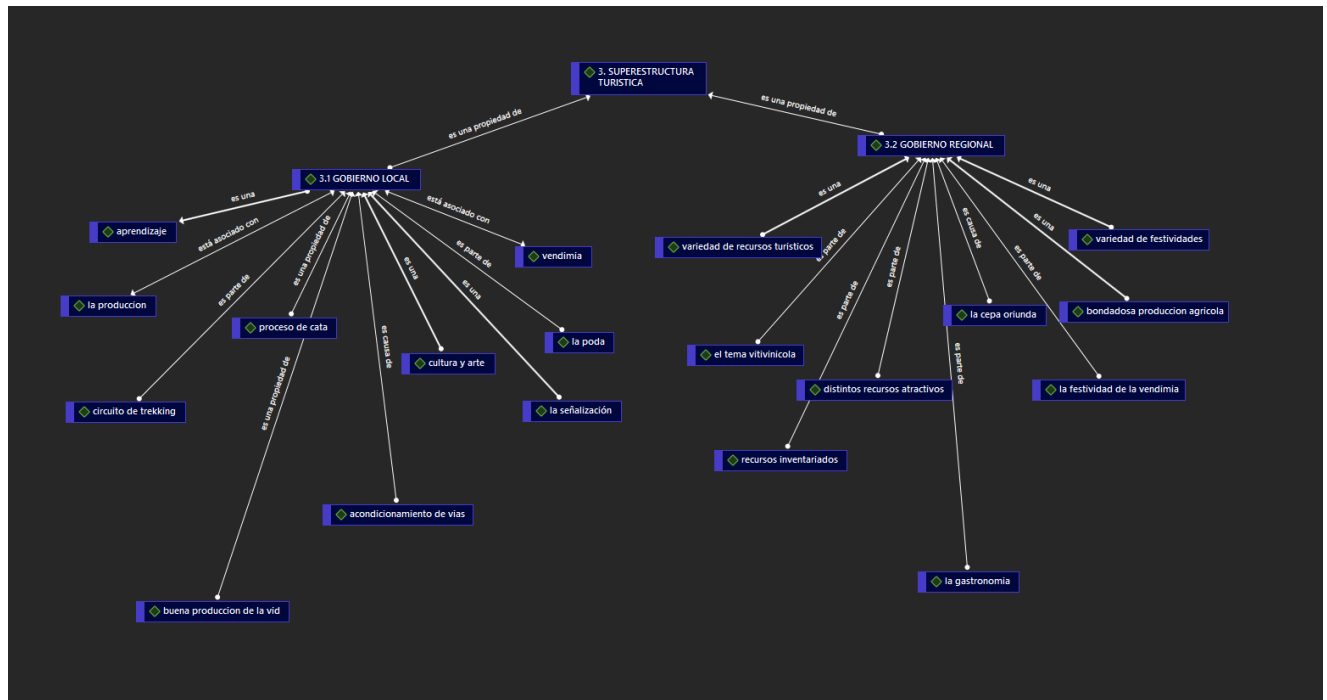 3. SUPERESTRUCTURA
TURISTICA
es una propiedad de
es una propiedad de
3.2 GOBIERNO REGIONAL
3.1 GOBIERNO LOCAL
es una
está asociado con
es parte de
es una propiedad de
es una propiedad de
es causa de
es una
es una
es parte de
está asociado con
aprendizaje
vendimia
la produccion
proceso de cata
la poda
cultura y arte
circuito de trekking
la señalización
acondicionamiento de vías
buena produccion de la vid
es una
es parte de
es parte de
es parte de
es parte de
es causa de
es parte de
es una
es una
variedad de recursos turisticos
variedad de festividades
la cepa oriunda
bondadosa produccion agricola
el tema vitivinicola
distintos recursos atractivos
la festividad de la vendimia
recursos inventariados
la gastronomia